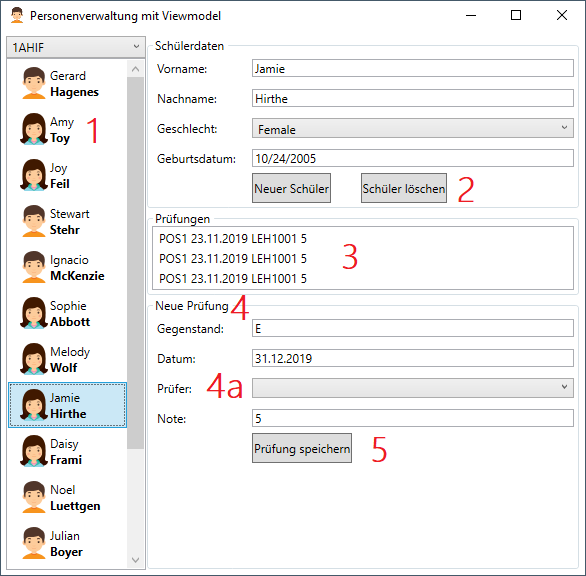 Personenverwaltung mit Viewmodel
1AHIF
Gerard
Hagenes
Amy
Toy
1
Joy
Feil
Stewart
Stehr
Ignacio
McKenzie
Sophie
Abbott
Melody
Wolf
Jamie
Hirthe
Daisy
Frami
Noel
Luettgen
Julian
Boyer
Schülerdaten
Vorname: Jamie
Nachname: Hirthe
Geschlecht: Female
Geburtsdatum: 10/24/2005
Neuer Schüler Schüler löschen 2
Prüfungen
POS1 23.11.2019 LEH1001 5
POS1 23.11.2019 LEH1001 5
3
POS1 23.11.2019 LEH1001 5
Neue Prüfung 4
Gegenstand: E
Datum: 31.12.2019
Prüfer: 4a
Note: 5
Prüfung speichern 5